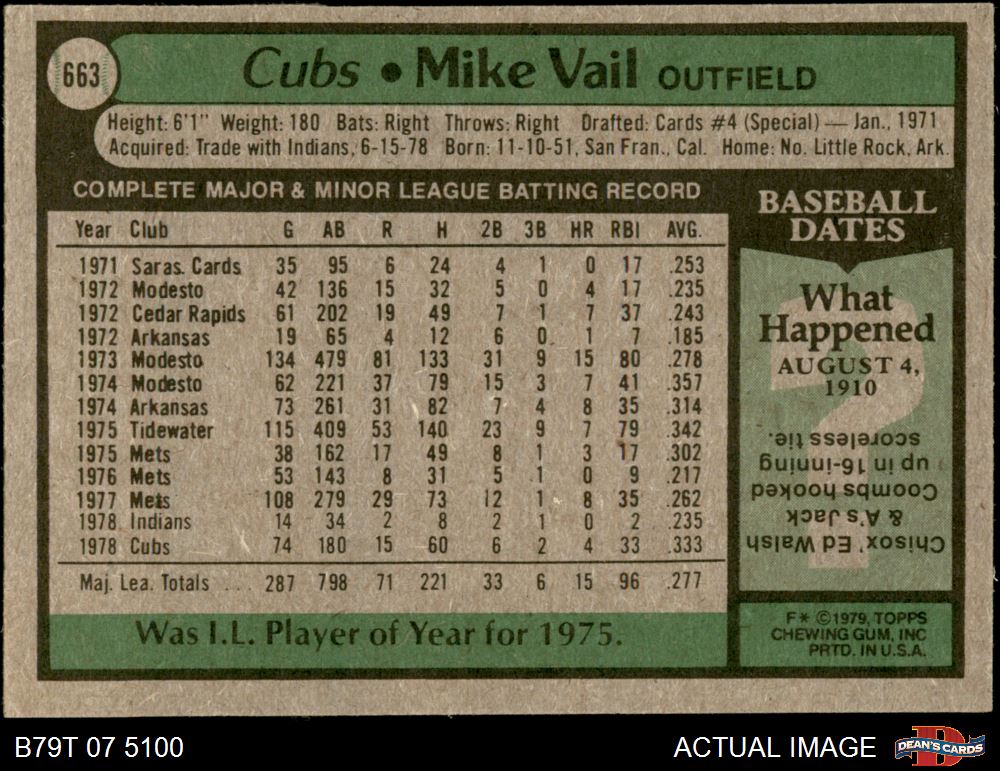 663
Cubs • Mike Vail OUTFIELD
Height: 6'1" Weight: 180 Bats: Right Throws: Right Drafted: Cards #4 (Special) — Jan., 1971
Acquired: Trade with Indians, 6-15-78 Born: 11-10-51, San Fran., Cal. Home: No. Little Rock, Ark.
COMPLETE MAJOR & MINOR LEAGUE BATTING RECORD
Year Club G AB R H 2B 3B HR RBI AVG.
1971 Saras. Cards 35 95 6 24 4 1 0 17 .253
1972 Modesto 42 136 15 32 5 0 4 17 .235
1972 Cedar Rapids 61 202 19 49 7 1 7 37 .243
1972 Arkansas 19 65 4 12 6 0 1 7 .185
1973 Modesto 134 479 81 133 31 9 15 80 .278
1974 Modesto 62 221 37 79 15 3 7 41 .357
1974 Arkansas 73 261 31 82 7 4 8 35 .314
1975 Tidewater 115 409 53 140 23 9 7 79 .342
1975 Mets 38 162 17 49 8 1 3 17 .302
1976 Mets 53 143 8 31 5 1 0 9 .217
1977 Mets 108 279 29 73 12 1 8 35 .262
1978 Indians 14 34 2 8 2 1 0 2 .235
1978 Cubs 74 180 15 60 6 2 4 33 .333
Maj. Lea. Totals ... 287 798 71 221 33 6 15 96 .277
Was I.L. Player of Year for 1975.
BASEBALL
DATES
What
Happened
AUGUST 4,
1910
Chisox' Ed Walsh
& A's Jack
Coombs hooked
up in 16-inning
scoreless tie.
F* ©1979, TOPPS
CHEWING GUM, INC
PRTD. IN U.S.A.
B79T 07 5100
ACTUAL IMAGE
D
DEAN'S CARDS